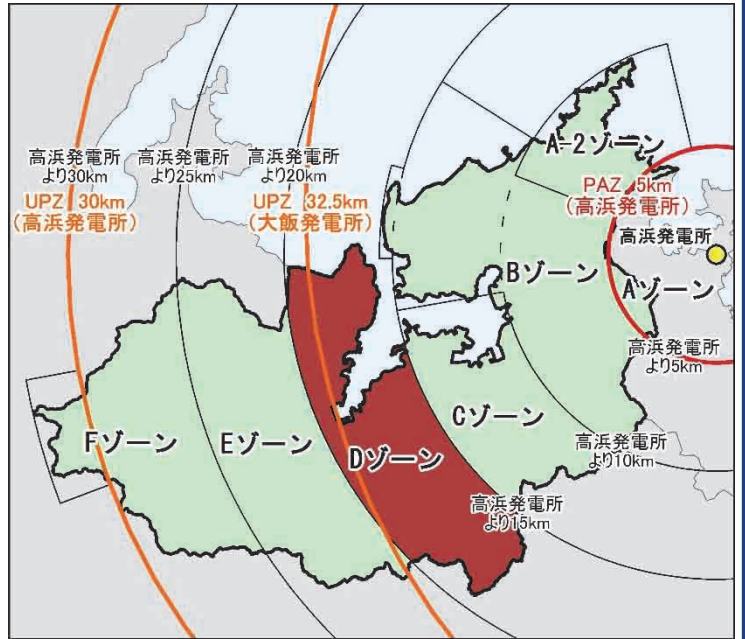 A-2ゾーン
高浜発電所
より30km
高浜発電所
より25km
高浜発電所
より20km
UPZ 30km
(高浜発電所)
UPZ 32.5km
(大飯発電所)
PAZ 5km
(高浜発電所)
高浜発電所
Bゾーン
Aゾーン
高浜発電所
より5km
Cゾーン
Fゾーン
Eゾーン
Dゾーン
高浜発電所
より10km
高浜発電所
より15km